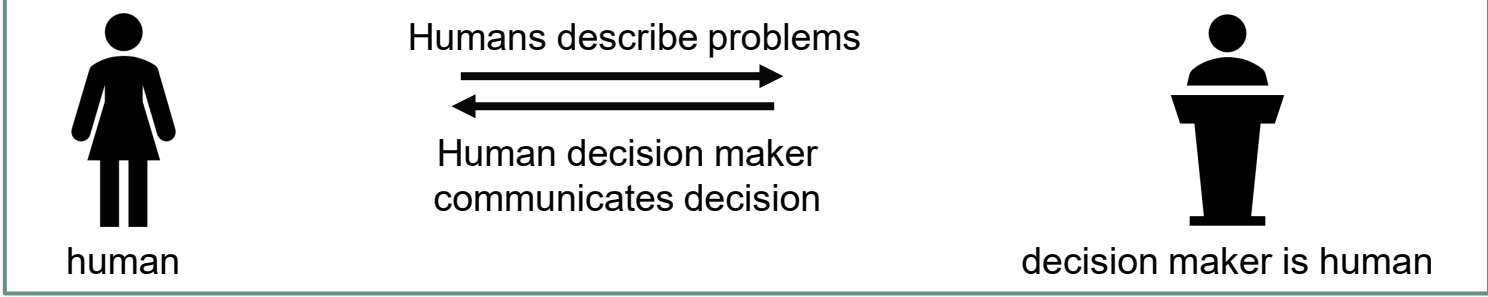 Humans describe problems
Human decision maker
communicates decision
human
decision maker is human